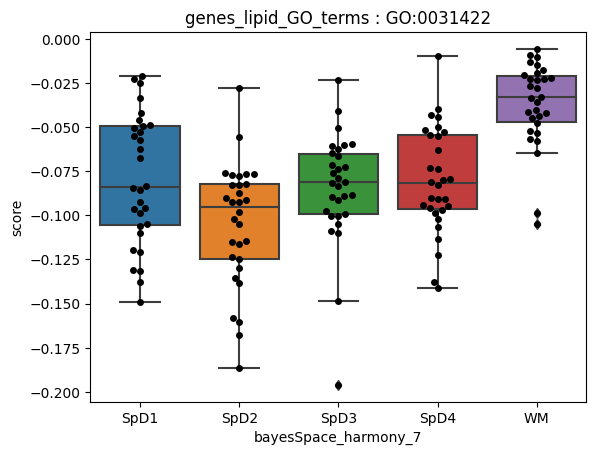 genes_lipid_GO_terms : GO:0031422
0.000
−0.025
−0.050
−0.075
−0.100
−0.125
−0.150
−0.175
−0.200
score
SpD1 SpD2 SpD3 SpD4 WM
bayesSpace_harmony_7